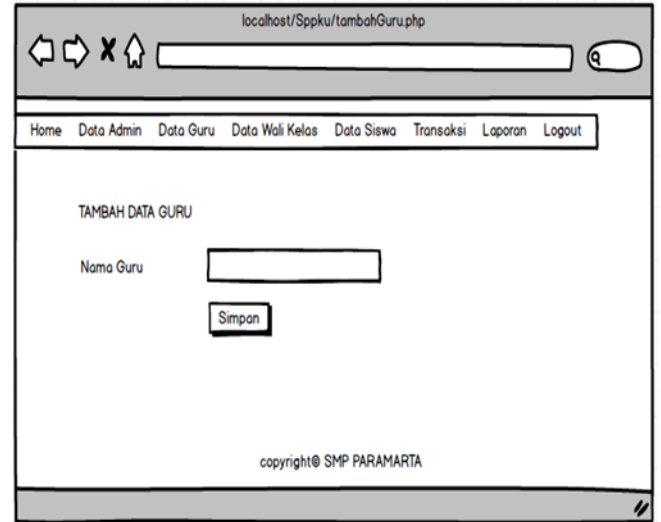 localhost/Sppku/tambahGuru.php
Home Data Admin Data Guru Data Wali Kelas Data Siswa Transaksi Laporan Logout
TAMBAH DATA GURU
Nama Guru
Simpan
copyright© SMP PARAMARTA